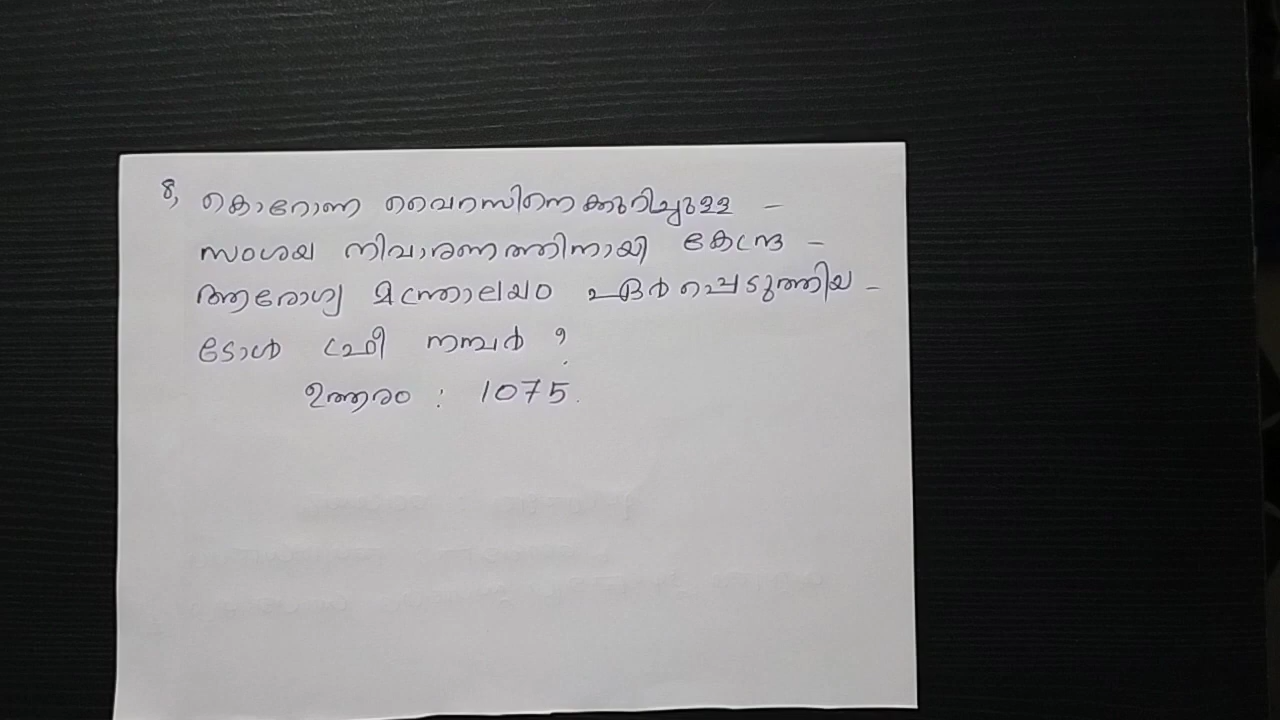 8, കൊറോണ വൈറസിനെക്കുറിച്ചുള്ള -
സംശയ നിവാരണത്തിനായി കേന്ദ്ര -
ആരോഗ്യ മന്ത്രാലയം ഏർപ്പെടുത്തിയ -
ടോൾ ഫ്രീ നമ്പർ ?
ഉത്തരം : 1075.